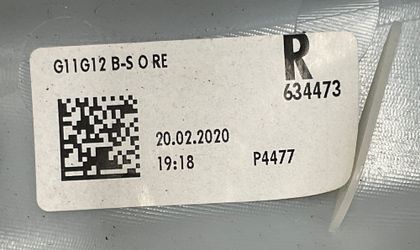 G11G12 B-S O RE
R
634473
20.02.2020
19:18 P4477